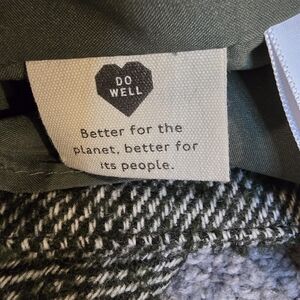 DO
WELL
Better for the
planet, better for
its people.